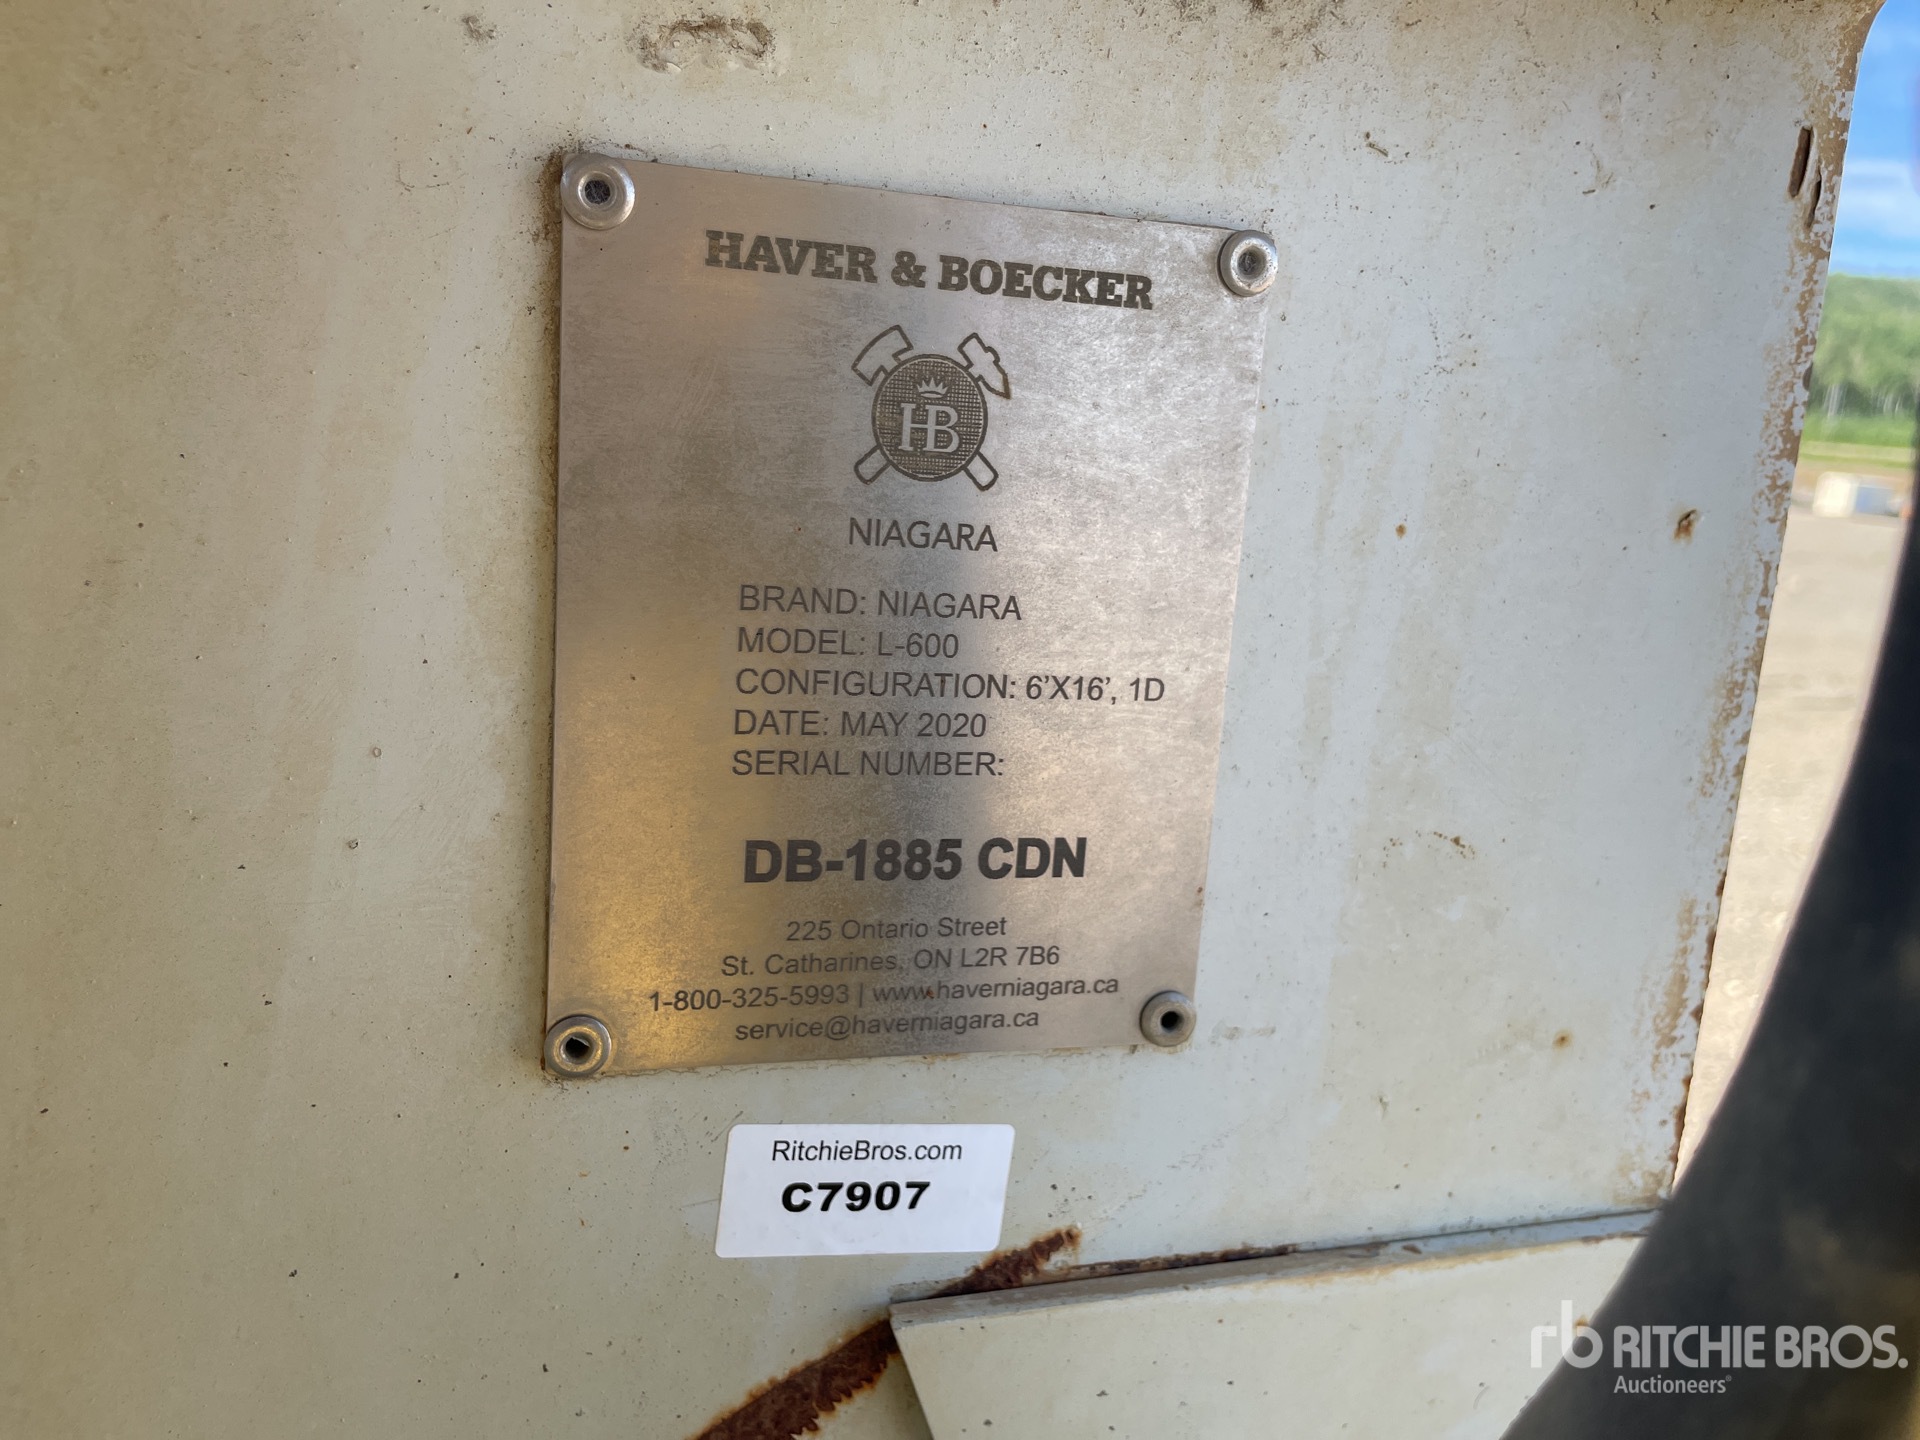 HAVER & BOECKER
HB
NIAGARA
BRAND: NIAGARA
MODEL: L-600
CONFIGURATION: 6'X16', 1D
DATE: MAY 2020
SERIAL NUMBER:
DB-1885 CDN
225 Ontario Street
St. Catharines, ON L2R 7B6
1-800-325-5993 | www.haverniagara.ca
service@haverniagara.ca
RitchieBros.com
C7907
rb RITCHIE BROS.
Auctioneers®